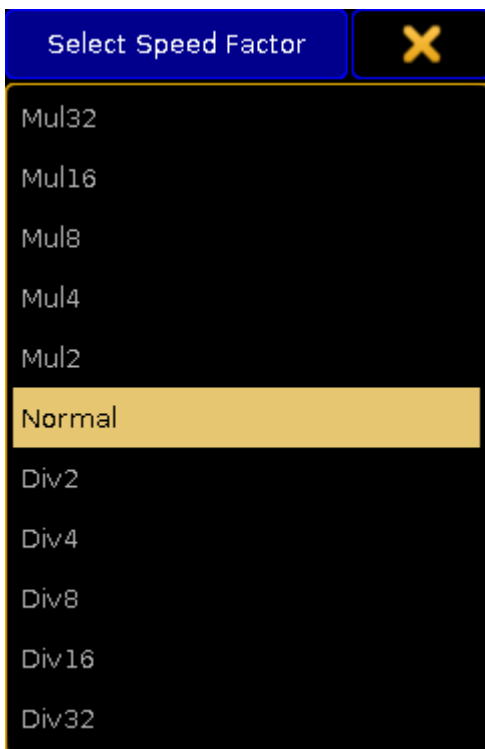 Select Speed Factor
Mul32
Mul16
Mul8
Mul4
Mul2
Normal
Div2
Div4
Div8
Div16
Div32